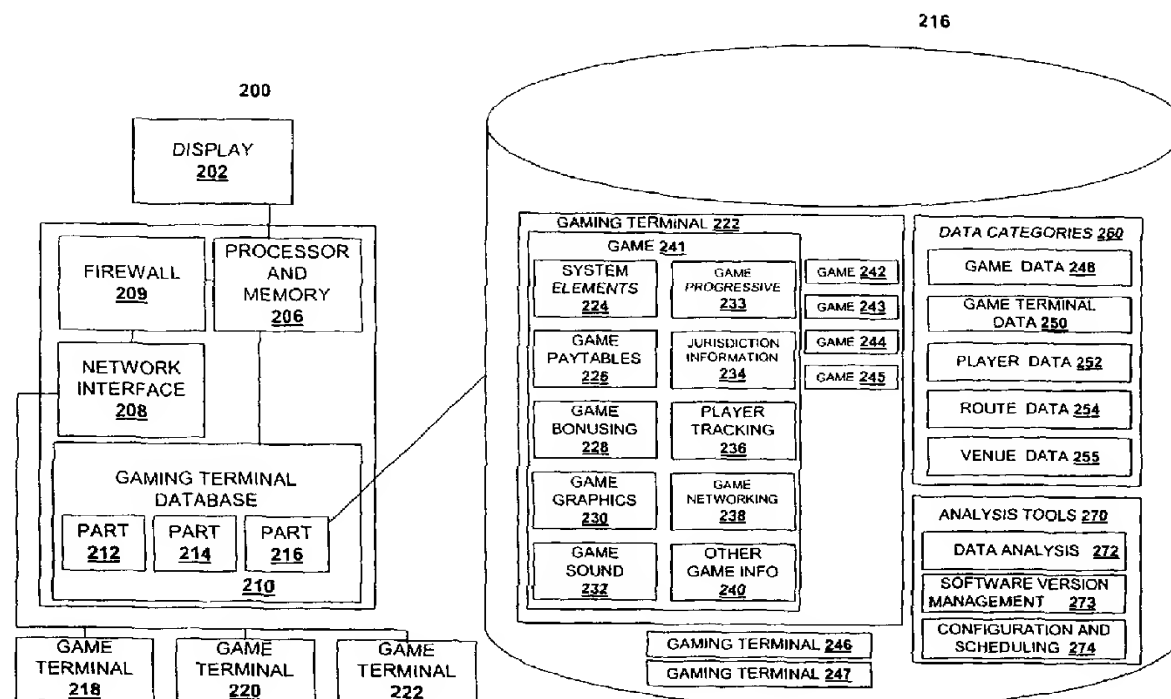 216
200
DISPLAY
202
FIREWALL
209
PROCESSOR
AND
MEMORY
206
NETWORK
INTERFACE
208
GAMING TERMINAL
DATABASE
PART
212
PART
214
PART
216
210
GAME
TERMINAL
218
GAME
TERMINAL
220
GAME
TERMINAL
222
GAMING TERMINAL 222
GAME 241
SYSTEM
ELEMENTS
224
GAME
PROGRESSIVE
233
GAME
PAYTABLES
226
JURISDICTION
INFORMATION
234
GAME
BONUSING
228
PLAYER
TRACKING
236
GAME
GRAPHICS
230
GAME
NETWORKING
238
GAME
SOUND
232
OTHER
GAME INFO
240
GAME 242
GAME 243
GAME 244
GAME 245
GAMING TERMINAL 246
GAMING TERMINAL 247
DATA CATEGORIES 260
GAME DATA 248
GAME TERMINAL
DATA 250
PLAYER DATA 252
ROUTE DATA 254
VENUE DATA 255
ANALYSIS TOOLS 270
DATA ANALYSIS 272
SOFTWARE VERSION
MANAGEMENT 273
CONFIGURATION AND
SCHEDULING 274